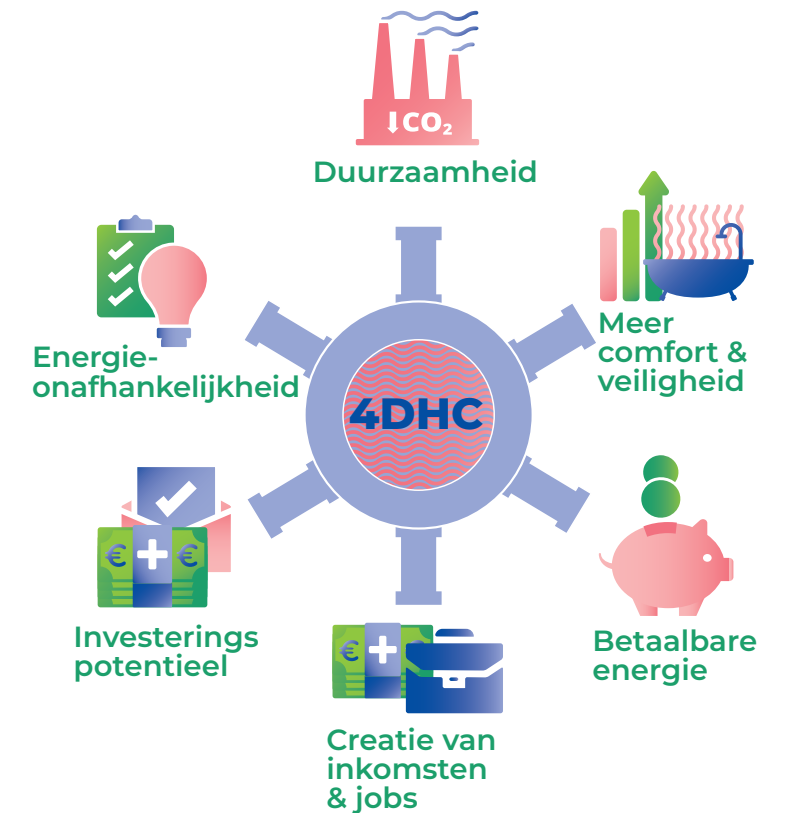 ↓CO₂
Duurzaamheid
Meer
comfort &
veiligheid
Energie-
onafhankelijkheid
4DHC
€ + €
Investerings
potentieel
€ +
Creatie van
inkomsten
& jobs
Betaalbare
energie